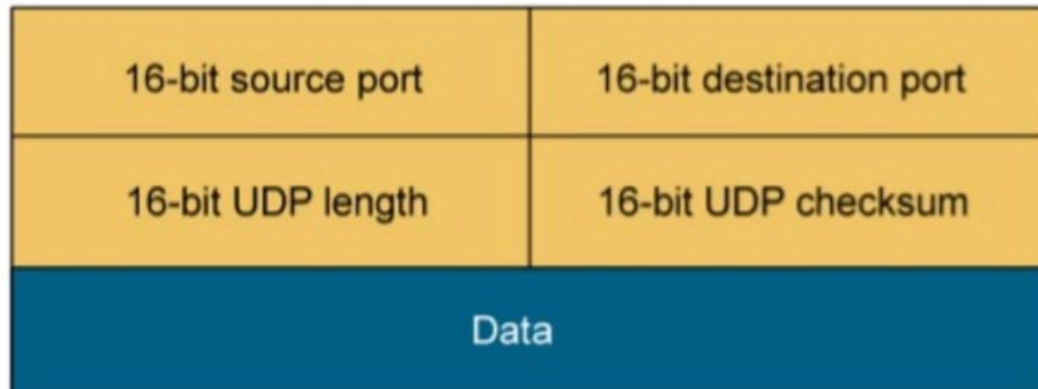 16-bit source port
16-bit destination port
16-bit UDP length
16-bit UDP checksum
Data